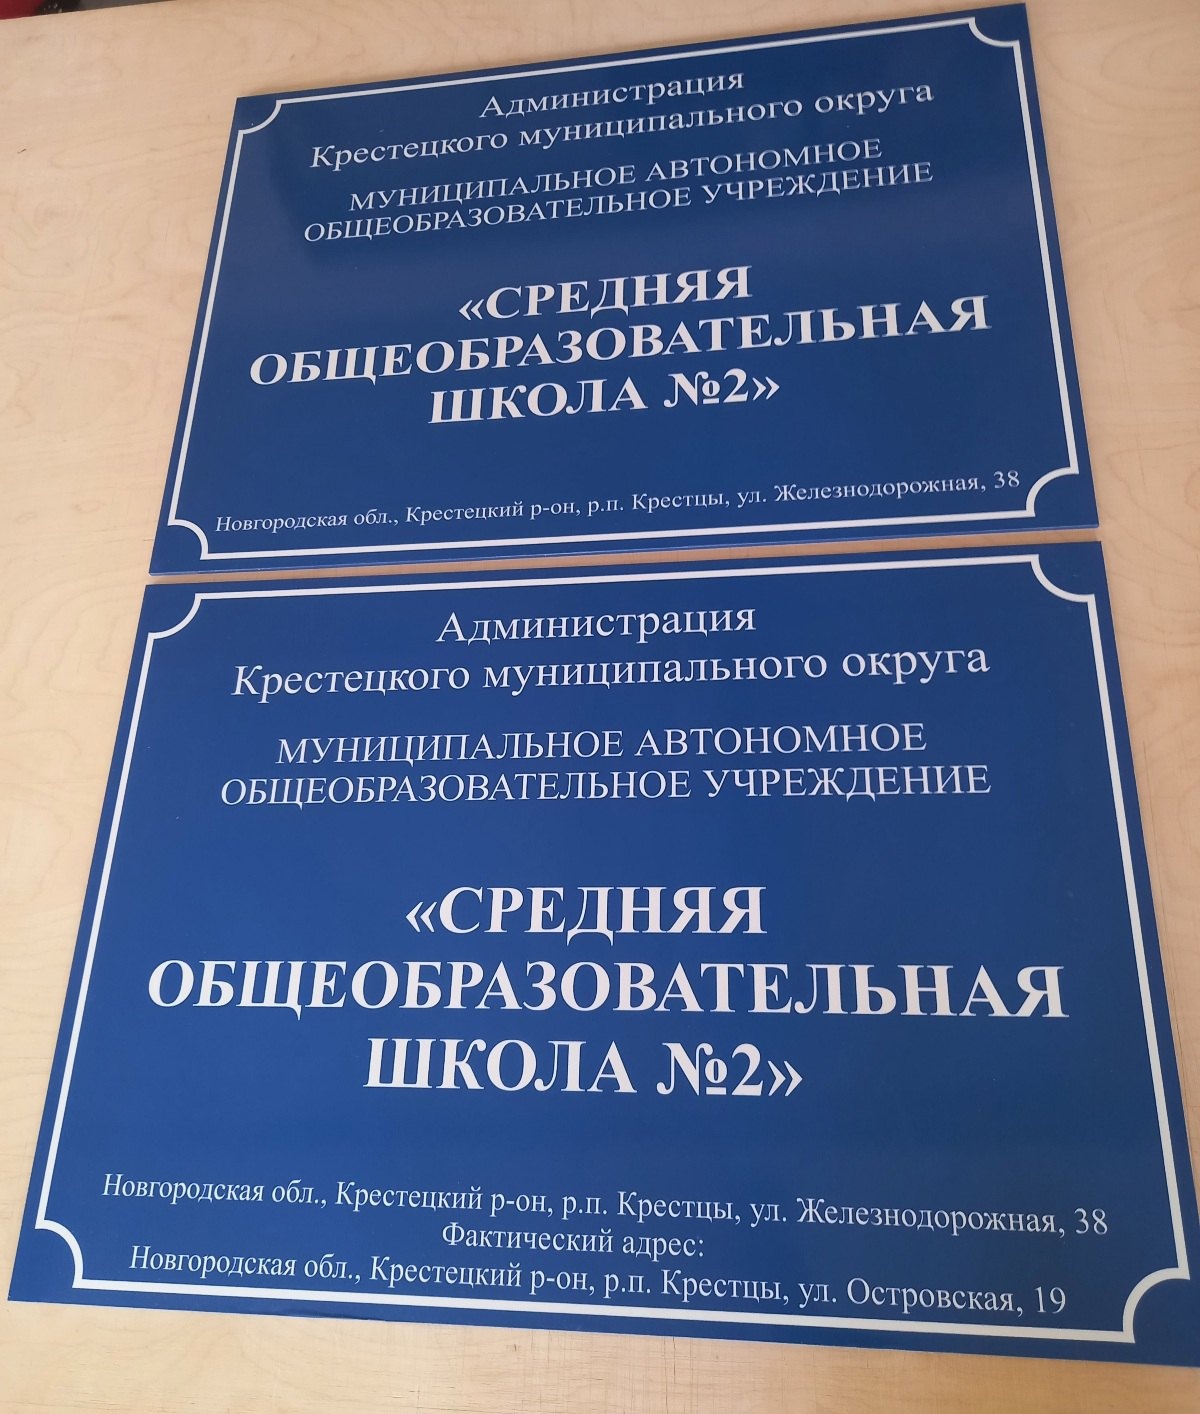 Администрация
Крестецкого муниципального округа
МУНИЦИПАЛЬНОЕ АВТОНОМНОЕ
ОБЩЕОБРАЗОВАТЕЛЬНОЕ УЧРЕЖДЕНИЕ
«СРЕДНЯЯ
ОБЩЕОБРАЗОВАТЕЛЬНАЯ
ШКОЛА №2»
Новгородская обл., Крестецкий р-он, р.п. Крестцы, ул. Железнодорожная, 38
Администрация
Крестецкого муниципального округа
МУНИЦИПАЛЬНОЕ АВТОНОМНОЕ
ОБЩЕОБРАЗОВАТЕЛЬНОЕ УЧРЕЖДЕНИЕ
«СРЕДНЯЯ
ОБЩЕОБРАЗОВАТЕЛЬНАЯ
ШКОЛА №2»
Новгородская обл., Крестецкий р-он, р.п. Крестцы, ул. Железнодорожная, 38
Фактический адрес:
Новгородская обл., Крестецкий р-он, р.п. Крестцы, ул. Островская, 19